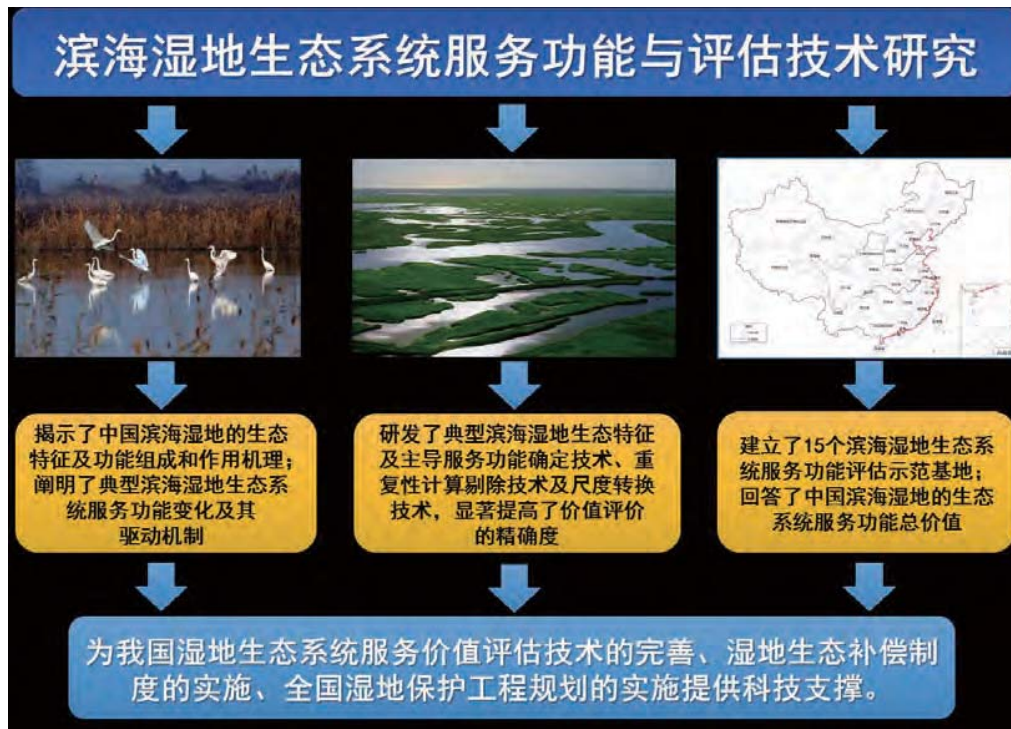 滨海湿地生态系统服务功能与评估技术研究
揭示了中国滨海湿地的生态
特征及功能组成和作用机理；
阐明了典型滨海湿地生态系
统服务功能变化及其
驱动机制
研发了典型滨海湿地生态特征
及主导服务功能确定技术、重
复性计算剔除技术及尺度转换
技术，显著提高了价值评价
的精确度
建立了15个滨海湿地生态系
统服务功能评估示范基地；
回答了中国滨海湿地的生态
系统服务功能总价值
为我国湿地生态系统服务价值评估技术的完善、湿地生态补偿制
度的实施、全国湿地保护工程规划的实施提供科技支撑。